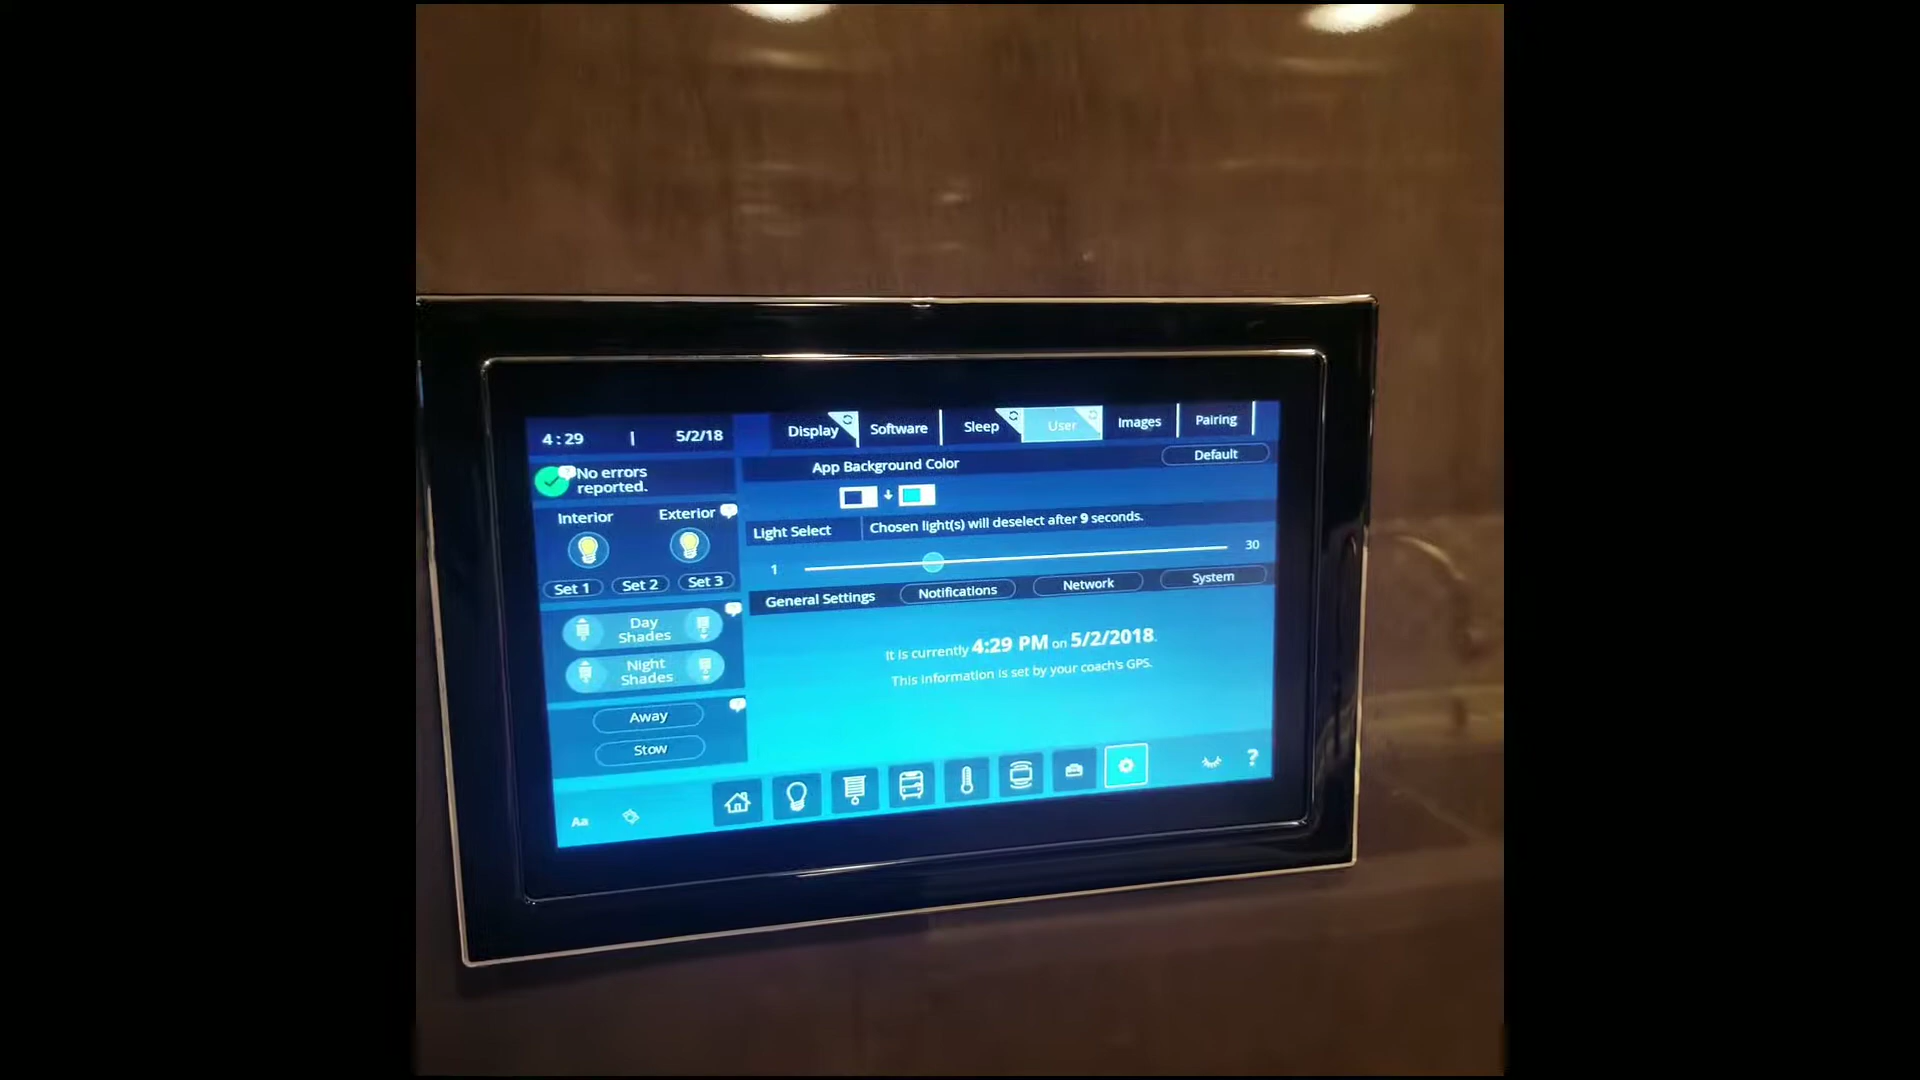 4:29 | 5/2/18
No errors
reported.
Interior
Exterior
Set 1
Set 2
Set 3
Day
Shades
Night
Shades
Away
Stow
Display
Software
Sleep
User
Images
Pairing
App Background Color
Default
Light Select
Chosen light(s) will deselect after 9 seconds.
1
30
General Settings
Notifications
Network
System
It is currently 4:29 PM on 5/2/2018.
This information is set by your coach's GPS.
Aa
?